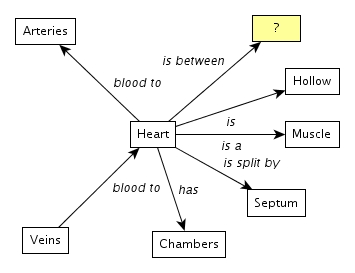 Arteries
?
is between
blood to
Hollow
is
Heart
Muscle
is a
is split by
blood to
has
Septum
Veins
Chambers